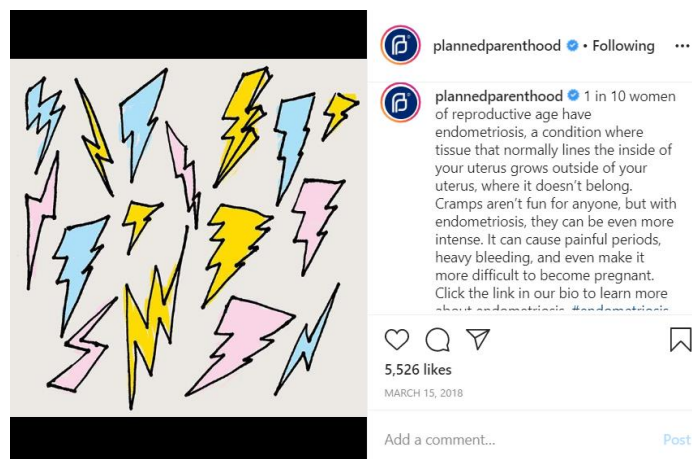 plannedparenthood • Following
plannedparenthood 1 in 10 women
of reproductive age have
endometriosis, a condition where
tissue that normally lines the inside of
your uterus grows outside of your
uterus, where it doesn't belong.
Cramps aren't fun for anyone, but with
endometriosis, they can be even more
intense. It can cause painful periods,
heavy bleeding, and even make it
more difficult to become pregnant.
Click the link in our bio to learn more
about endometriosis. #endometriosis
5,526 likes
MARCH 15, 2018
Add a comment...
Post